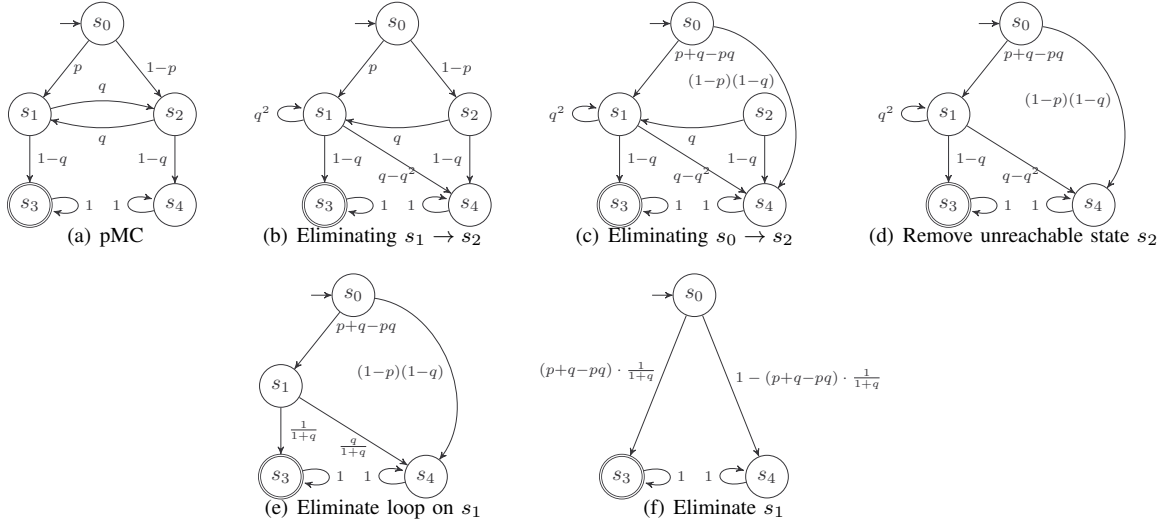 s₀
p
1−p
q
s₁
s₂
q
1−q
1−q
s₃
1
1
s₄
(a) pMC
s₀
p
1−p
q²
s₁
s₂
q
1−q
1−q
q−q²
s₃
1
1
s₄
(b) Eliminating s₁ → s₂
s₀
p+q−pq
(1−p)(1−q)
q²
s₁
s₂
q
1−q
1−q
q−q²
s₃
1
1
s₄
(c) Eliminating s₀ → s₂
s₀
p+q−pq
(1−p)(1−q)
q²
s₁
1−q
q−q²
s₃
1
1
s₄
(d) Remove unreachable state s₂
s₀
p+q−pq
(1−p)(1−q)
s₁
1/(1+q)
q/(1+q)
s₃
1
1
s₄
(e) Eliminate loop on s₁
s₀
(p+q−pq) · 1/(1+q)
1 − (p+q−pq) · 1/(1+q)
s₃
1
1
s₄
(f) Eliminate s₁